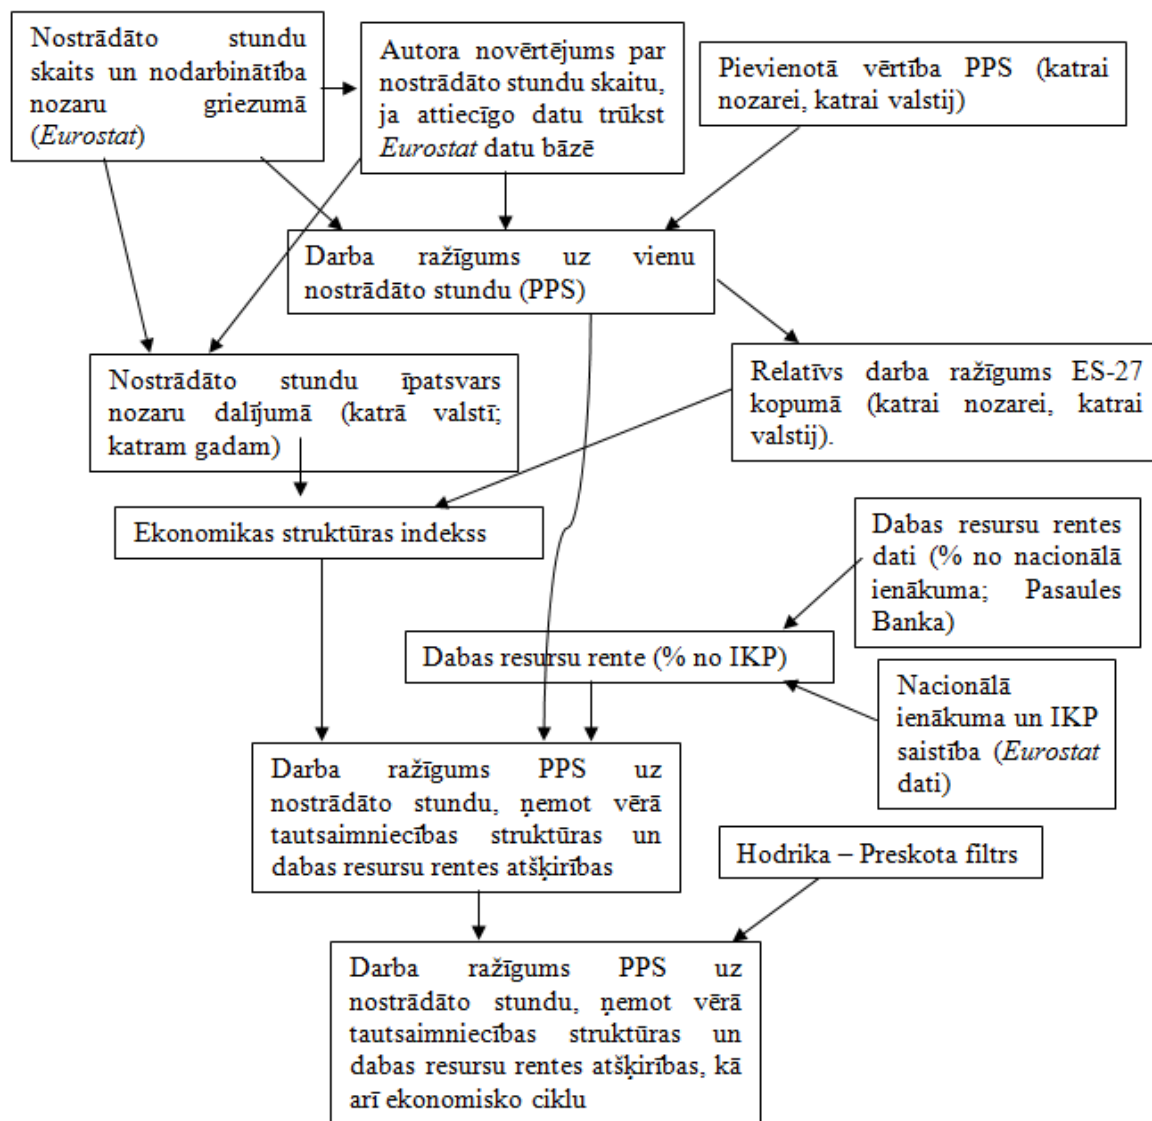 Nostrādāto stundu
skaits un nodarbinātība
nozaru griezumā
(Eurostat)
Autora novērtējums par
nostrādāto stundu skaitu,
ja attiecīgo datu trūkst
Eurostat datu bāzē
Pievienotā vērtība PPS (katrai
nozarei, katrai valstij)
Darba ražīgums uz vienu
nostrādāto stundu (PPS)
Nostrādāto stundu īpatsvars
nozaru dalījumā (katrā valstī;
katram gadam)
Relatīvs darba ražīgums ES-27
kopumā (katrai nozarei, katrai
valstij).
Ekonomikas struktūras indekss
Dabas resursu rentes
dati (% no nacionālā
ienākuma; Pasaules
Banka)
Dabas resursu rente (% no IKP)
Nacionālā
ienākuma un IKP
saistība (Eurostat
dati)
Darba ražīgums PPS uz
nostrādāto stundu, ņemot vērā
tautsaimniecības struktūras un
dabas resursu rentes atšķirības
Hodrika – Preskota filtrs
Darba ražīgums PPS uz
nostrādāto stundu, ņemot vērā
tautsaimniecības struktūras un
dabas resursu rentes atšķirības, kā
arī ekonomisko ciklu